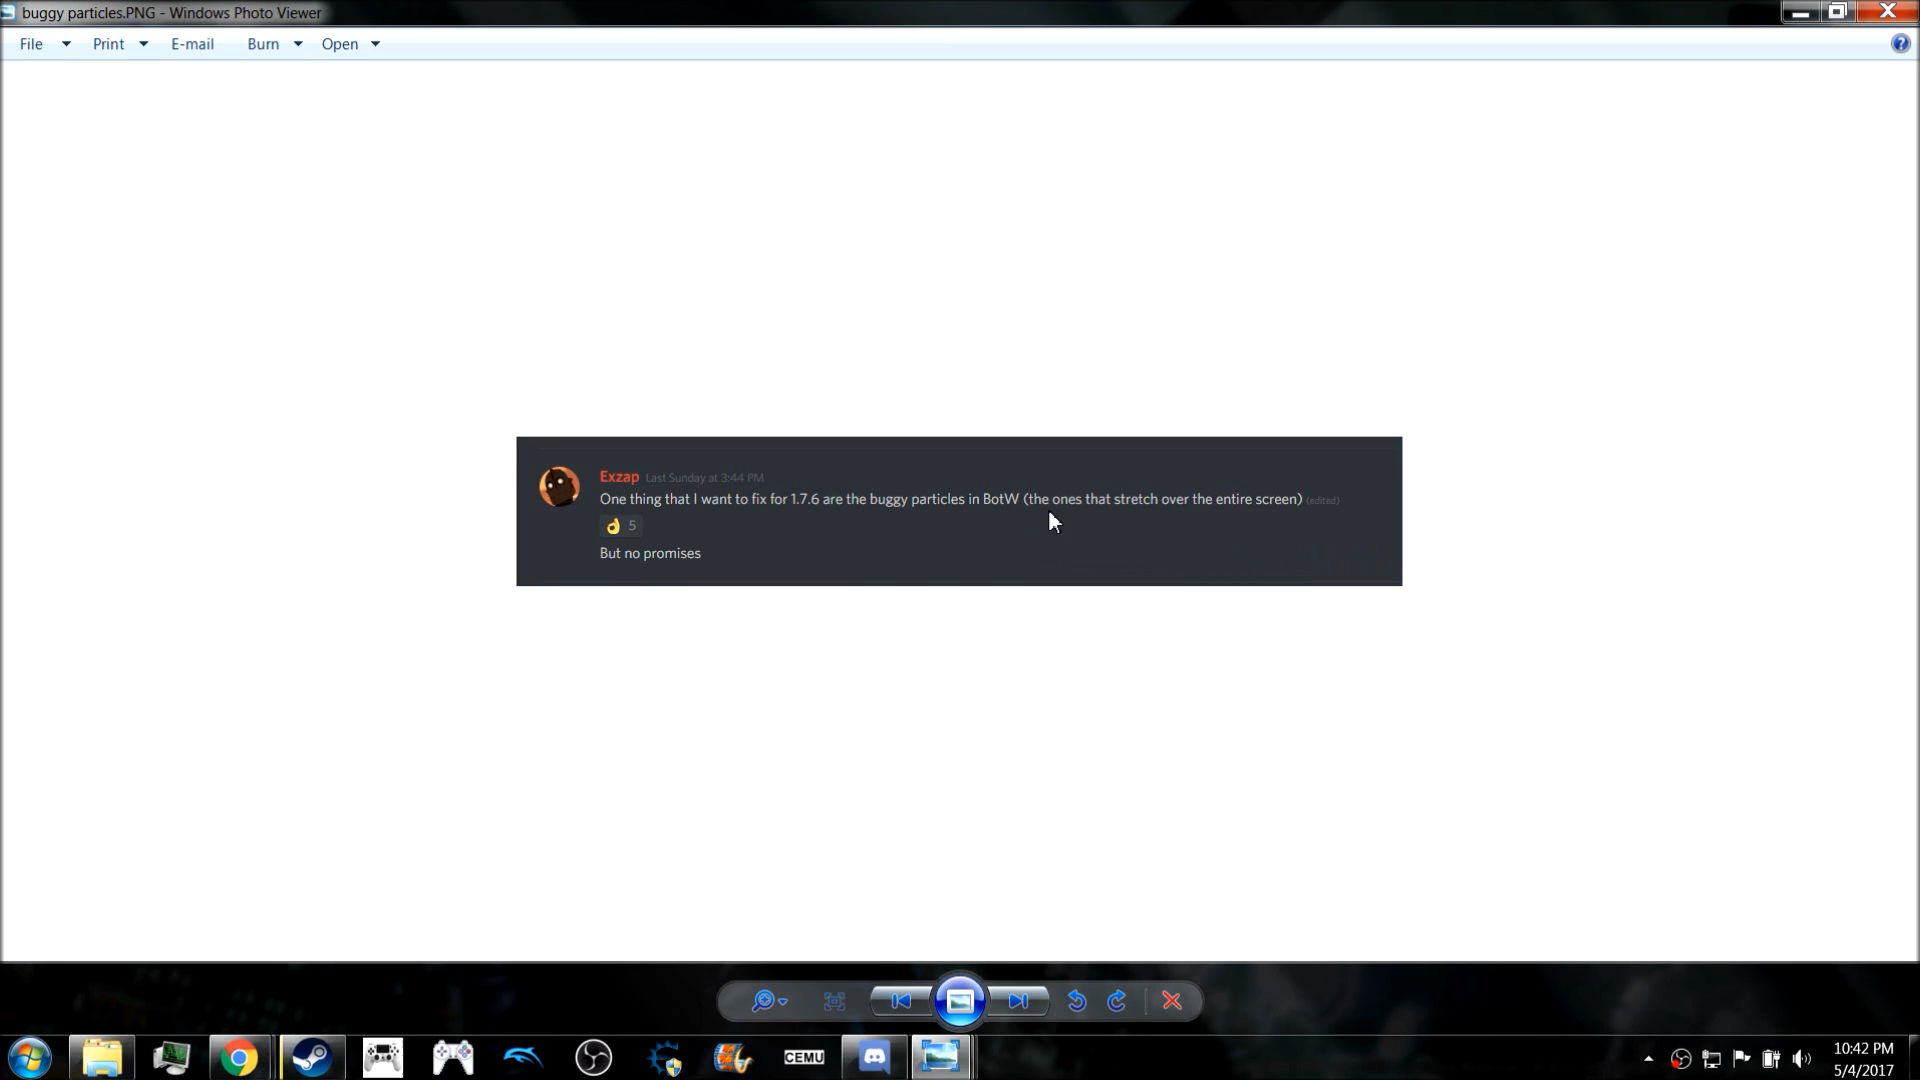 buggy particles.PNG - Windows Photo Viewer
File Print E-mail Burn Open
Exzap Last Sunday at 3:44 PM
One thing that I want to fix for 1.7.6 are the buggy particles in BotW (the ones that stretch over the entire screen) (edited)
👌 5
But no promises
CEMU
10:42 PM
5/4/2017